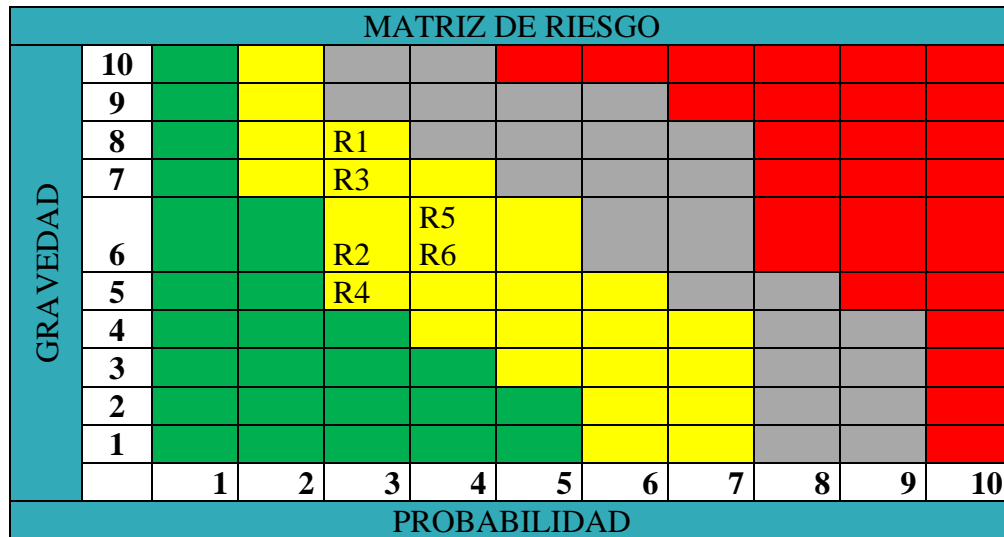 MATRIZ DE RIESGO
GRAVEDAD
10
9
8 R1
7 R3
R5
6 R2 R6
5 R4
4
3
2
1
1 2 3 4 5 6 7 8 9 10
PROBABILIDAD